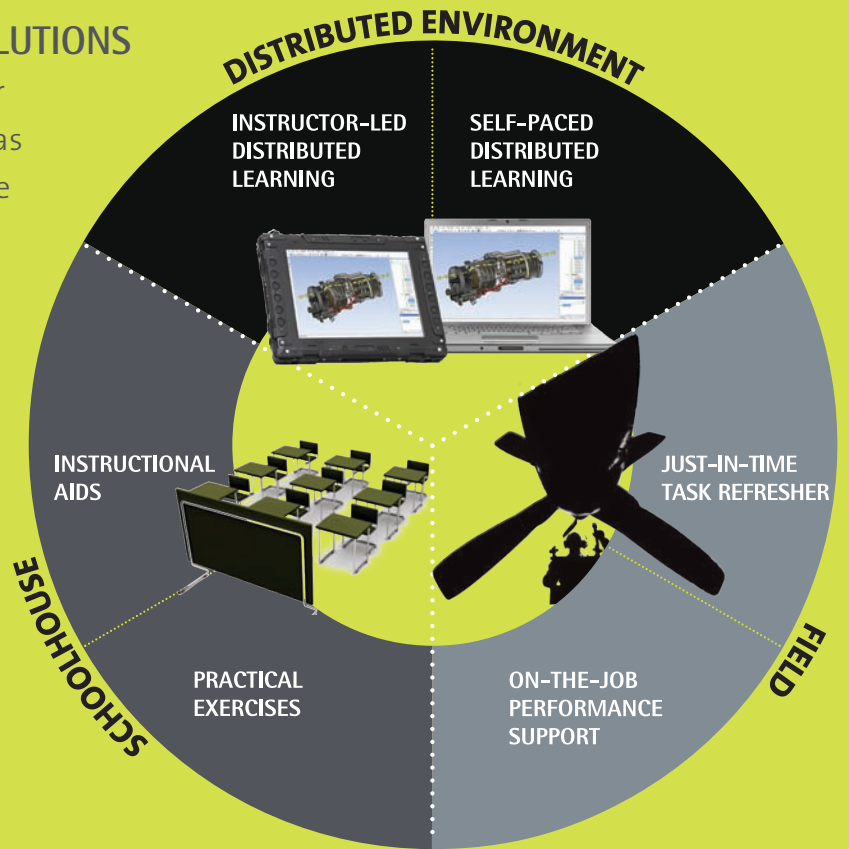 LUTIONS
r
as
e
DISTRIBUTED ENVIRONMENT
INSTRUCTOR-LED
DISTRIBUTED
LEARNING
SELF-PACED
DISTRIBUTED
LEARNING
INSTRUCTIONAL
AIDS
JUST-IN-TIME
TASK REFRESHER
SCHOOLHOUSE
FIELD
PRACTICAL
EXERCISES
ON-THE-JOB
PERFORMANCE
SUPPORT